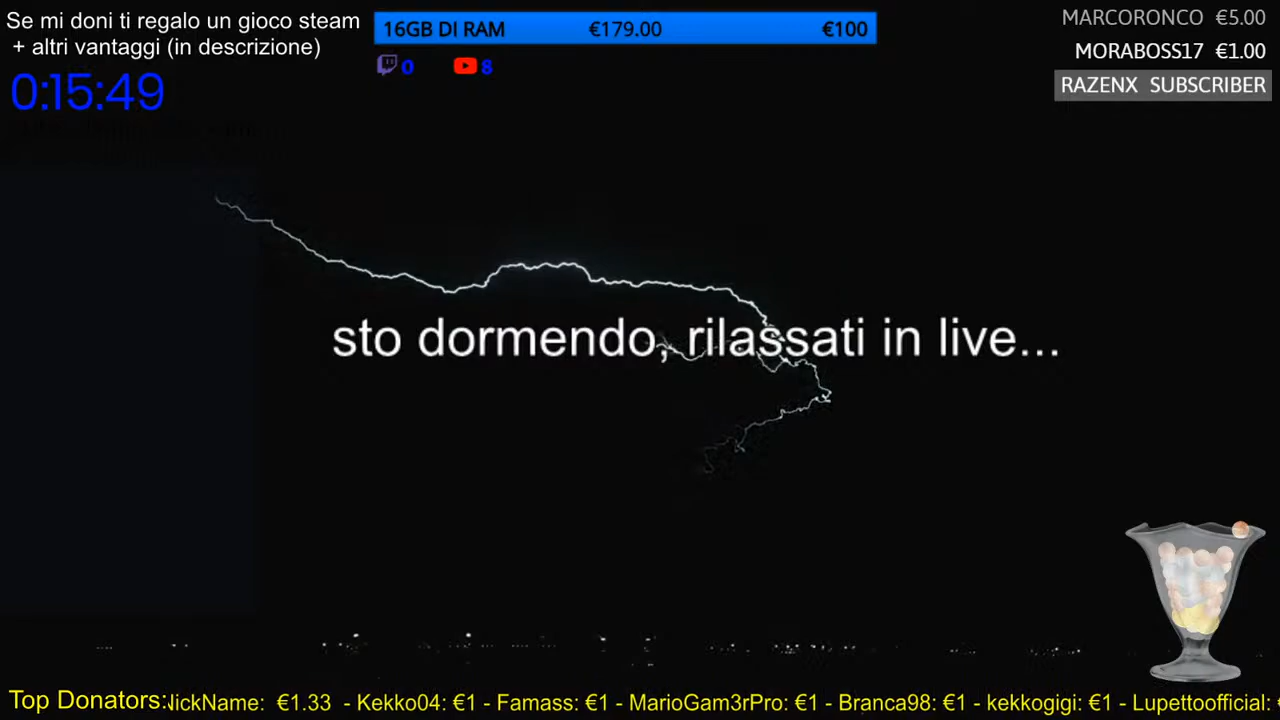 Se mi doni ti regalo un gioco steam
+ altri vantaggi (in descrizione)
0:15:49
16GB DI RAM €179.00 €100
0 8
MARCORONCO €5.00
MORABOSS17 €1.00
RAZENX SUBSCRIBER
sto dormendo, rilassati in live...
Top Donators: NickName: €1.33 - Kekko04: €1 - Famass: €1 - MarioGam3rPro: €1 - Branca98: €1 - kekkogigi: €1 - Lupettoofficial: